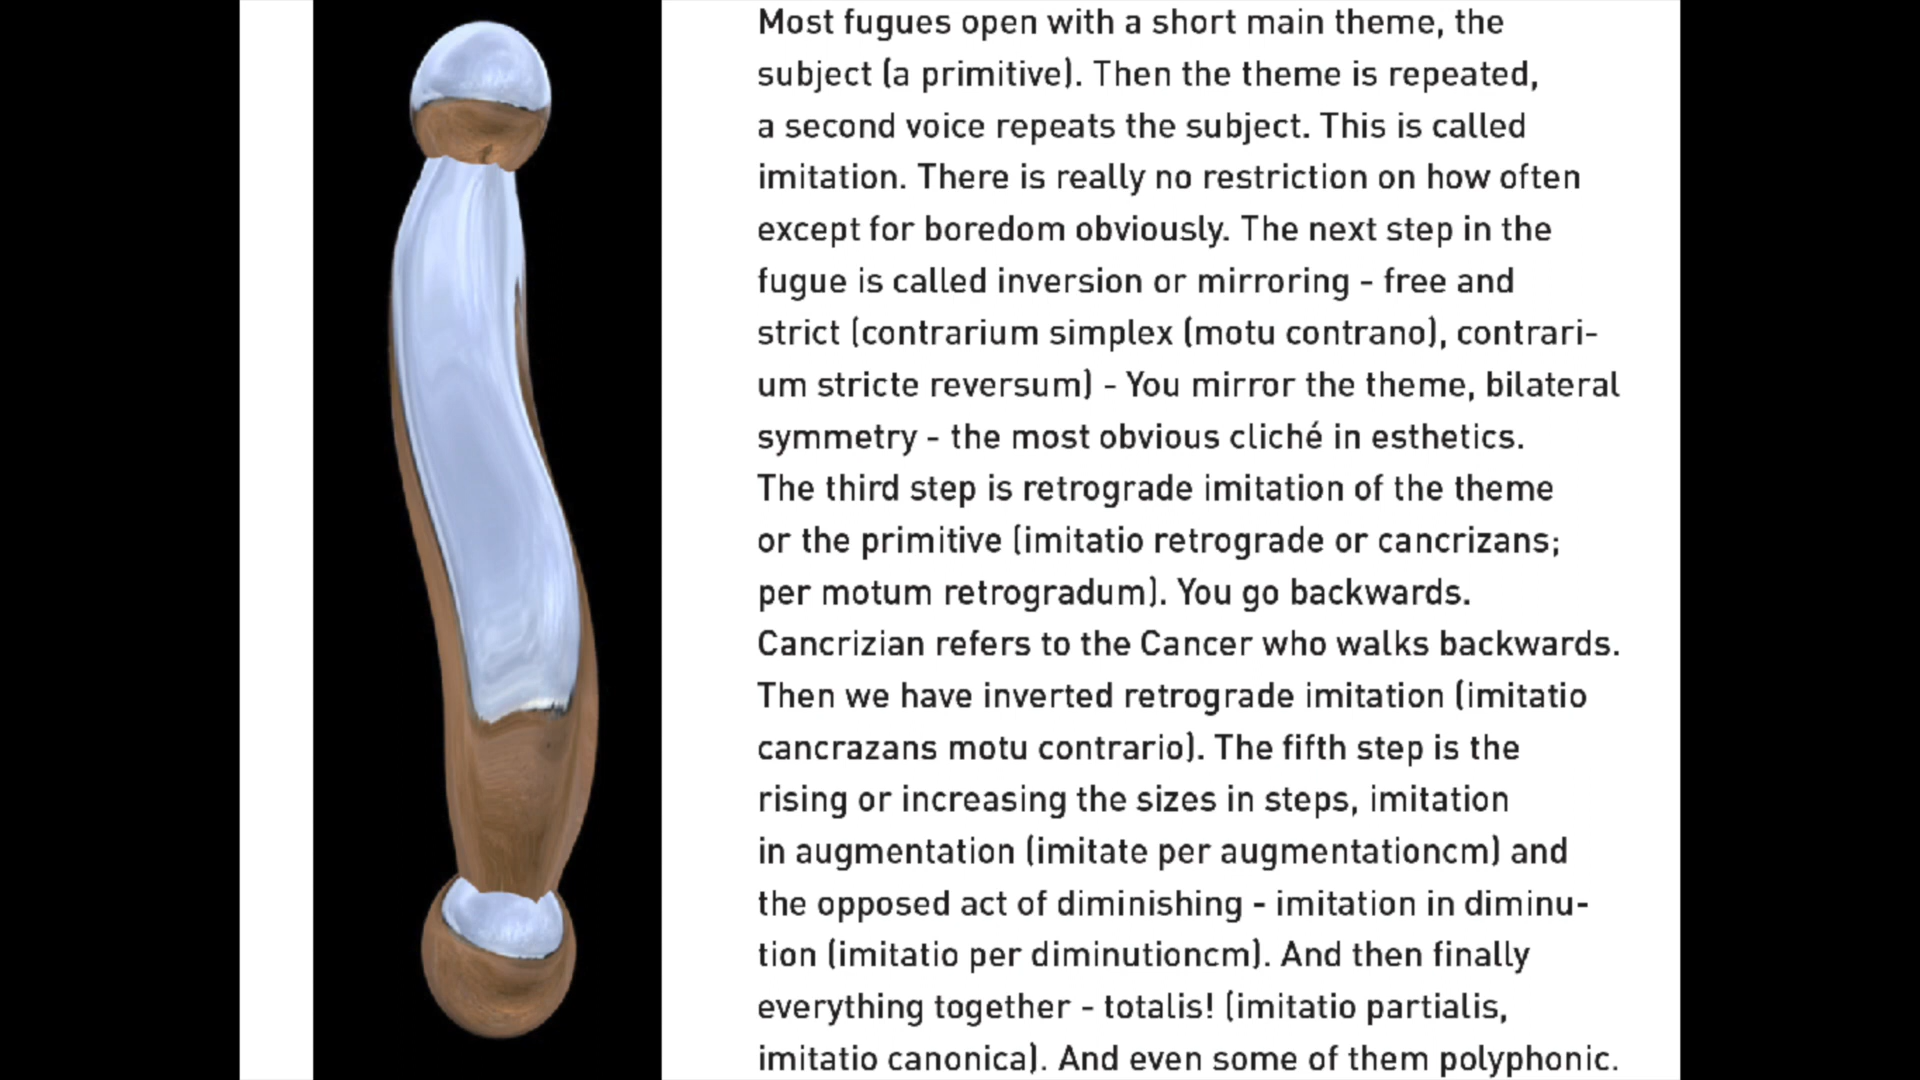 Most fugues open with a short main theme, the
subject (a primitive). Then the theme is repeated,
a second voice repeats the subject. This is called
imitation. There is really no restriction on how often
except for boredom obviously. The next step in the
fugue is called inversion or mirroring - free and
strict (contrarium simplex (motu contrano), contrari-
um stricte reversum) - You mirror the theme, bilateral
symmetry - the most obvious cliché in esthetics.
The third step is retrograde imitation of the theme
or the primitive (imitatio retrograde or cancrizans;
per motum retrogradum). You go backwards.
Cancrizian refers to the Cancer who walks backwards.
Then we have inverted retrograde imitation (imitatio
cancrazans motu contrario). The fifth step is the
rising or increasing the sizes in steps, imitation
in augmentation (imitate per augmentationcm) and
the opposed act of diminishing - imitation in diminu-
tion (imitatio per diminutioncm). And then finally
everything together - totalis! (imitatio partialis,
imitatio canonica). And even some of them polyphonic.